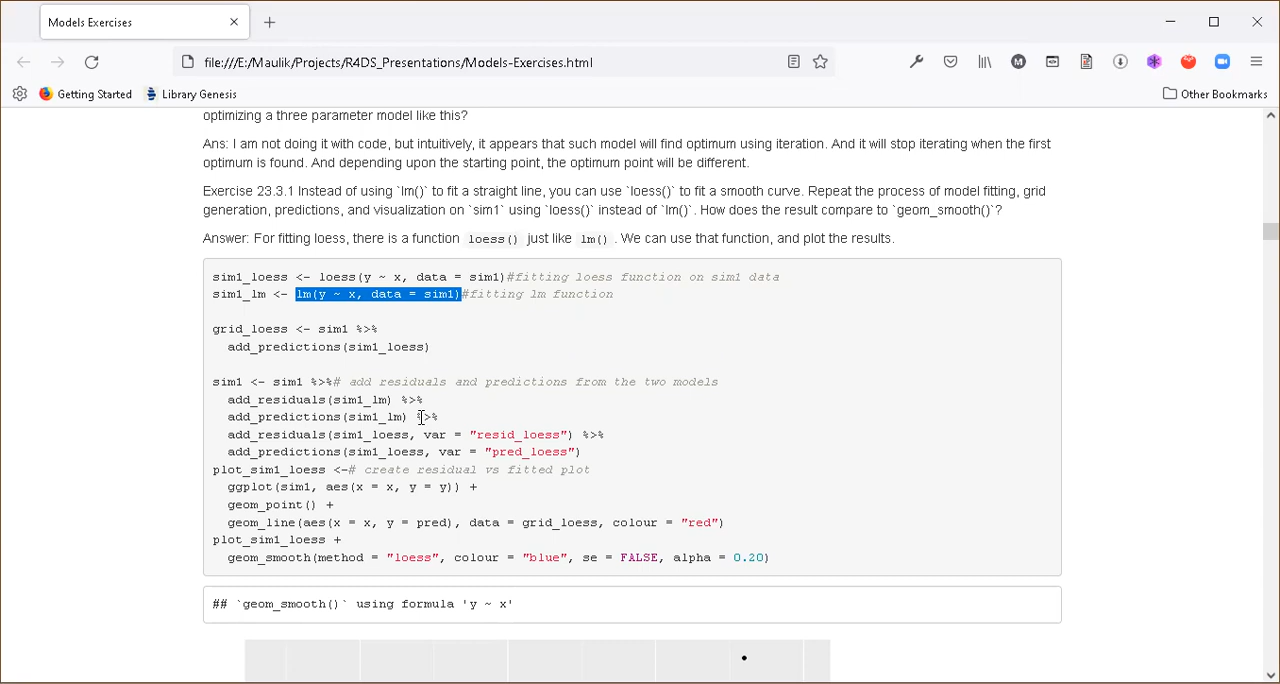 Models Exercises
file:///E:/Maulik/Projects/R4DS_Presentations/Models-Exercises.html
Getting Started
Library Genesis
Other Bookmarks
optimizing a three parameter model like this?
Ans: I am not doing it with code, but intuitively, it appears that such model will find optimum using iteration. And it will stop iterating when the first
optimum is found. And depending upon the starting point, the optimum point will be different.
Exercise 23.3.1 Instead of using `lm()` to fit a straight line, you can use `loess()` to fit a smooth curve. Repeat the process of model fitting, grid
generation, predictions, and visualization on `sim1` using `loess()` instead of `lm()`. How does the result compare to `geom_smooth()`?
Answer: For fitting loess, there is a function loess() just like lm() . We can use that function, and plot the results.
sim1_loess <- loess(y ~ x, data = sim1)#fitting loess function on sim1 data
sim1_lm <- lm(y ~ x, data = sim1)#fitting lm function
grid_loess <- sim1 %>%
add_predictions(sim1_loess)
sim1 <- sim1 %>%# add residuals and predictions from the two models
add_residuals(sim1_lm) %>%
add_predictions(sim1_lm) %>%
add_residuals(sim1_loess, var = "resid_loess") %>%
add_predictions(sim1_loess, var = "pred_loess")
plot_sim1_loess <-# create residual vs fitted plot
ggplot(sim1, aes(x = x, y = y)) +
geom_point() +
geom_line(aes(x = x, y = pred), data = grid_loess, colour = "red")
plot_sim1_loess +
geom_smooth(method = "loess", colour = "blue", se = FALSE, alpha = 0.20)
## `geom_smooth()` using formula 'y ~ x'